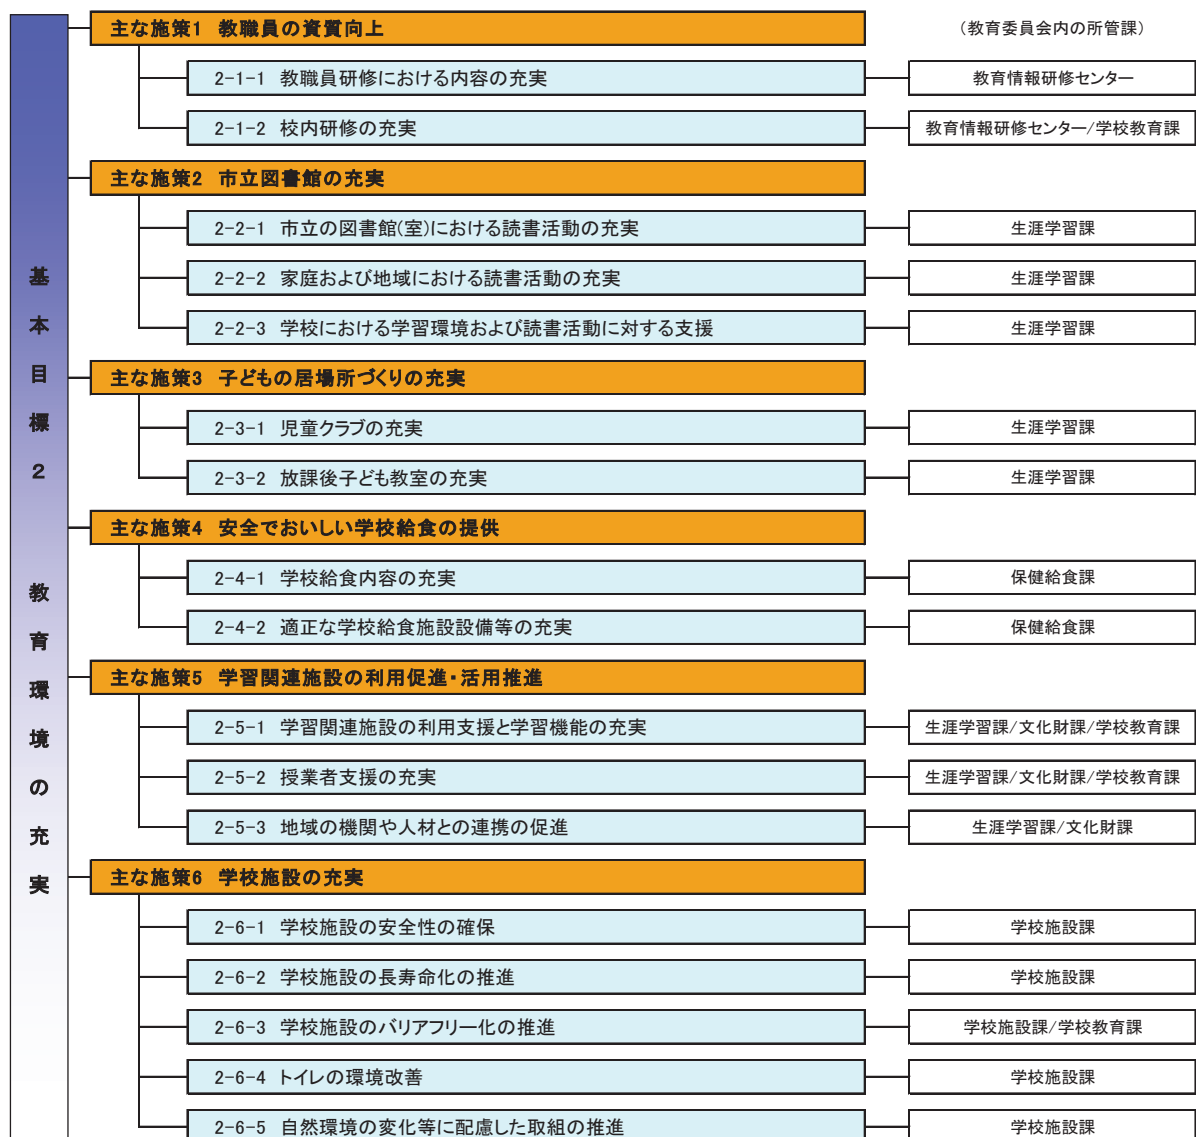 基本目標2 教育環境の充実
主な施策1 教職員の資質向上
(教育委員会内の所管課)
2-1-1 教職員研修における内容の充実
教育情報研修センター
2-1-2 校内研修の充実
教育情報研修センター/学校教育課
主な施策2 市立図書館の充実
2-2-1 市立の図書館(室)における読書活動の充実
生涯学習課
2-2-2 家庭および地域における読書活動の充実
生涯学習課
2-2-3 学校における学習環境および読書活動に対する支援
生涯学習課
主な施策3 子どもの居場所づくりの充実
2-3-1 児童クラブの充実
生涯学習課
2-3-2 放課後子ども教室の充実
生涯学習課
主な施策4 安全でおいしい学校給食の提供
2-4-1 学校給食内容の充実
保健給食課
2-4-2 適正な学校給食施設設備等の充実
保健給食課
主な施策5 学習関連施設の利用促進・活用推進
2-5-1 学習関連施設の利用支援と学習機能の充実
生涯学習課/文化財課/学校教育課
2-5-2 授業者支援の充実
生涯学習課/文化財課/学校教育課
2-5-3 地域の機関や人材との連携の促進
生涯学習課/文化財課
主な施策6 学校施設の充実
2-6-1 学校施設の安全性の確保
学校施設課
2-6-2 学校施設の長寿命化の推進
学校施設課
2-6-3 学校施設のバリアフリー化の推進
学校施設課/学校教育課
2-6-4 トイレの環境改善
学校施設課
2-6-5 自然環境の変化等に配慮した取組の推進
学校施設課